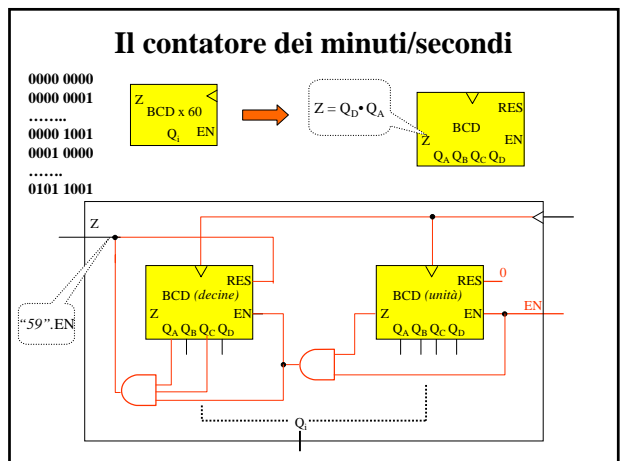 Il contatore dei minuti/secondi
0000 0000
0000 0001
……..
0000 1001
0001 0000
…….
0101 1001
Z
BCD x 60
Qi EN
Z = QD• QA
RES
BCD
Z EN
QA QB QC QD
Z
RES
BCD (decine)
Z EN
QA QB QC QD
RES 0
BCD (unità)
Z EN EN
QA QB QC QD
“59”.EN
Qi